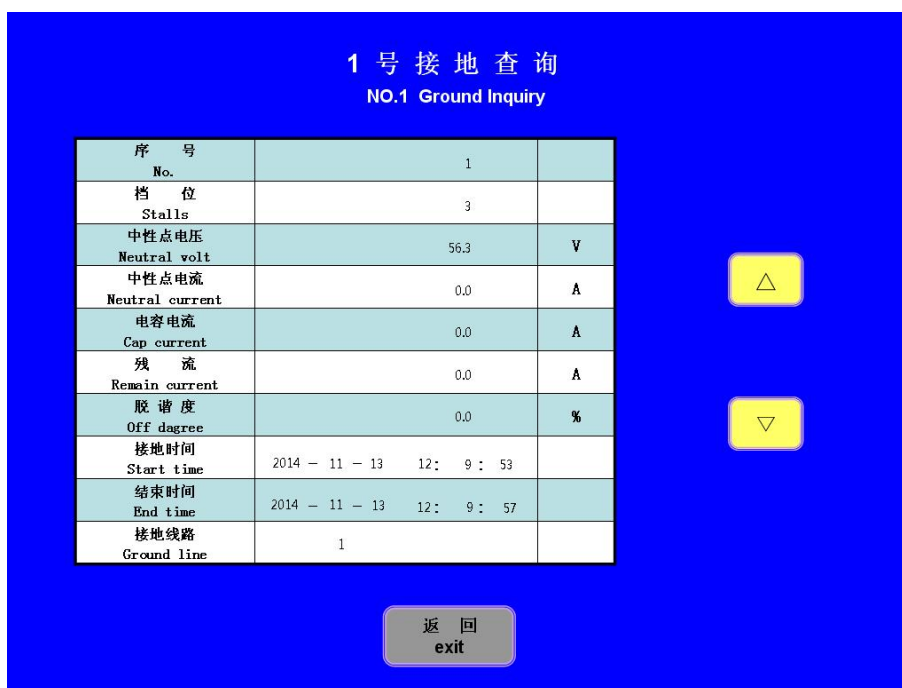 1 号 接 地 查 询
NO.1 Ground Inquiry
序 号
No.
1
档 位
Stalls
3
中性点电压
Neutral volt
56.3
V
中性点电流
Neutral current
0.0
A
电容电流
Cap current
0.0
A
残 流
Remain current
0.0
A
脱 谐 度
Off dagree
0.0
%
接地时间
Start time
2014 - 11 - 13 12: 9: 53
结束时间
End time
2014 - 11 - 13 12: 9: 57
接地线路
Ground line
1
△
▽
返 回
exit